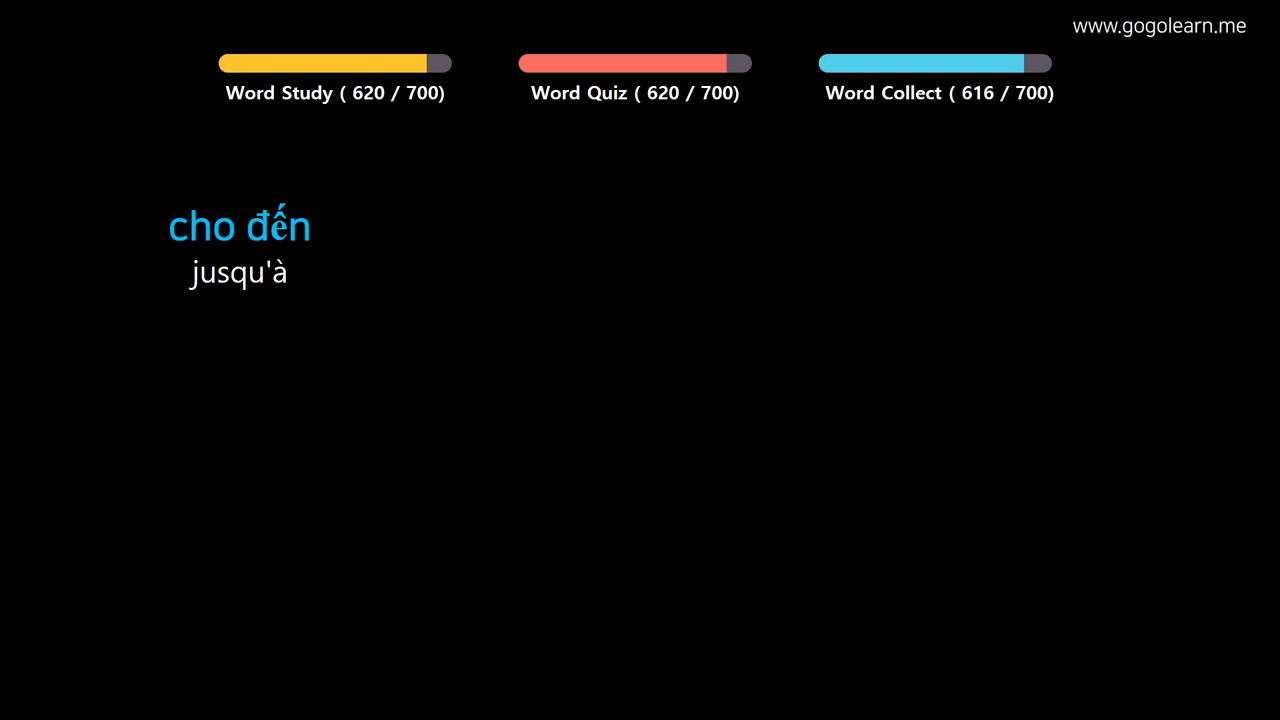 www.gogolearn.me
Word Study ( 620 / 700)
Word Quiz ( 620 / 700)
Word Collect ( 616 / 700)
cho đến
jusqu'à